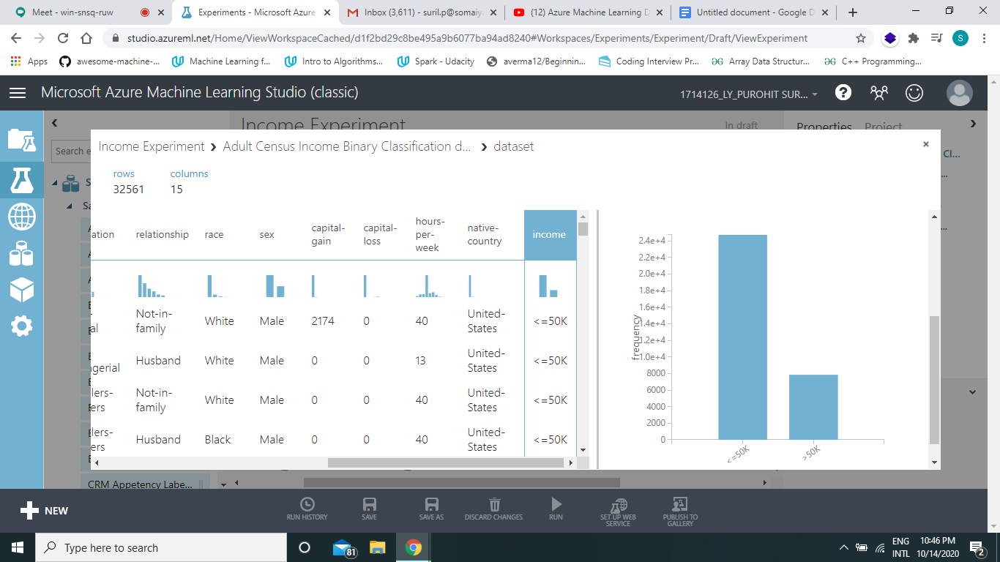 Meet - win-snsq-ruw
Experiments - Microsoft Azure
Inbox (3,611) - suril.p@somaiya
(12) Azure Machine Learning D
Untitled document - Google D
studio.azureml.net/Home/ViewWorkspaceCached/d1f2bd29c8be495a9b6077ba94ad8240#Workspaces/Experiments/Experiment/Draft/ViewExperiment
S
Apps awesome-machine-... Machine Learning f... Intro to Algorithms... Spark - Udacity averma12/Beginnin... Coding Interview Pr... Array Data Structur... C++ Programming...
Microsoft Azure Machine Learning Studio (classic)
1714126_LY_PUROHIT SUR...
Income Experiment
In draft
Properties Project
Search e
Income Experiment > Adult Census Income Binary Classification d... > dataset
Cl...
rows columns
32561 15
ation relationship race sex capital-gain capital-loss hours-per-week native-country income
Not-in-family White Male 2174 0 40 United-States <=50K
Husband White Male 0 0 13 United-States <=50K
Not-in-family White Male 0 0 40 United-States <=50K
Husband Black Male 0 0 40 United-States <=50K
frequency
2.4e+4
2.2e+4
2.0e+4
1.8e+4
1.6e+4
1.4e+4
1.2e+4
1.0e+4
8000
6000
4000
2000
0
<=50K >50K
CRM Appetency Labe...
NEW
RUN HISTORY
SAVE
SAVE AS
DISCARD CHANGES
RUN
SET UP WEB SERVICE
PUBLISH TO GALLERY
Type here to search
81
ENG
INTL
10:46 PM
10/14/2020
2